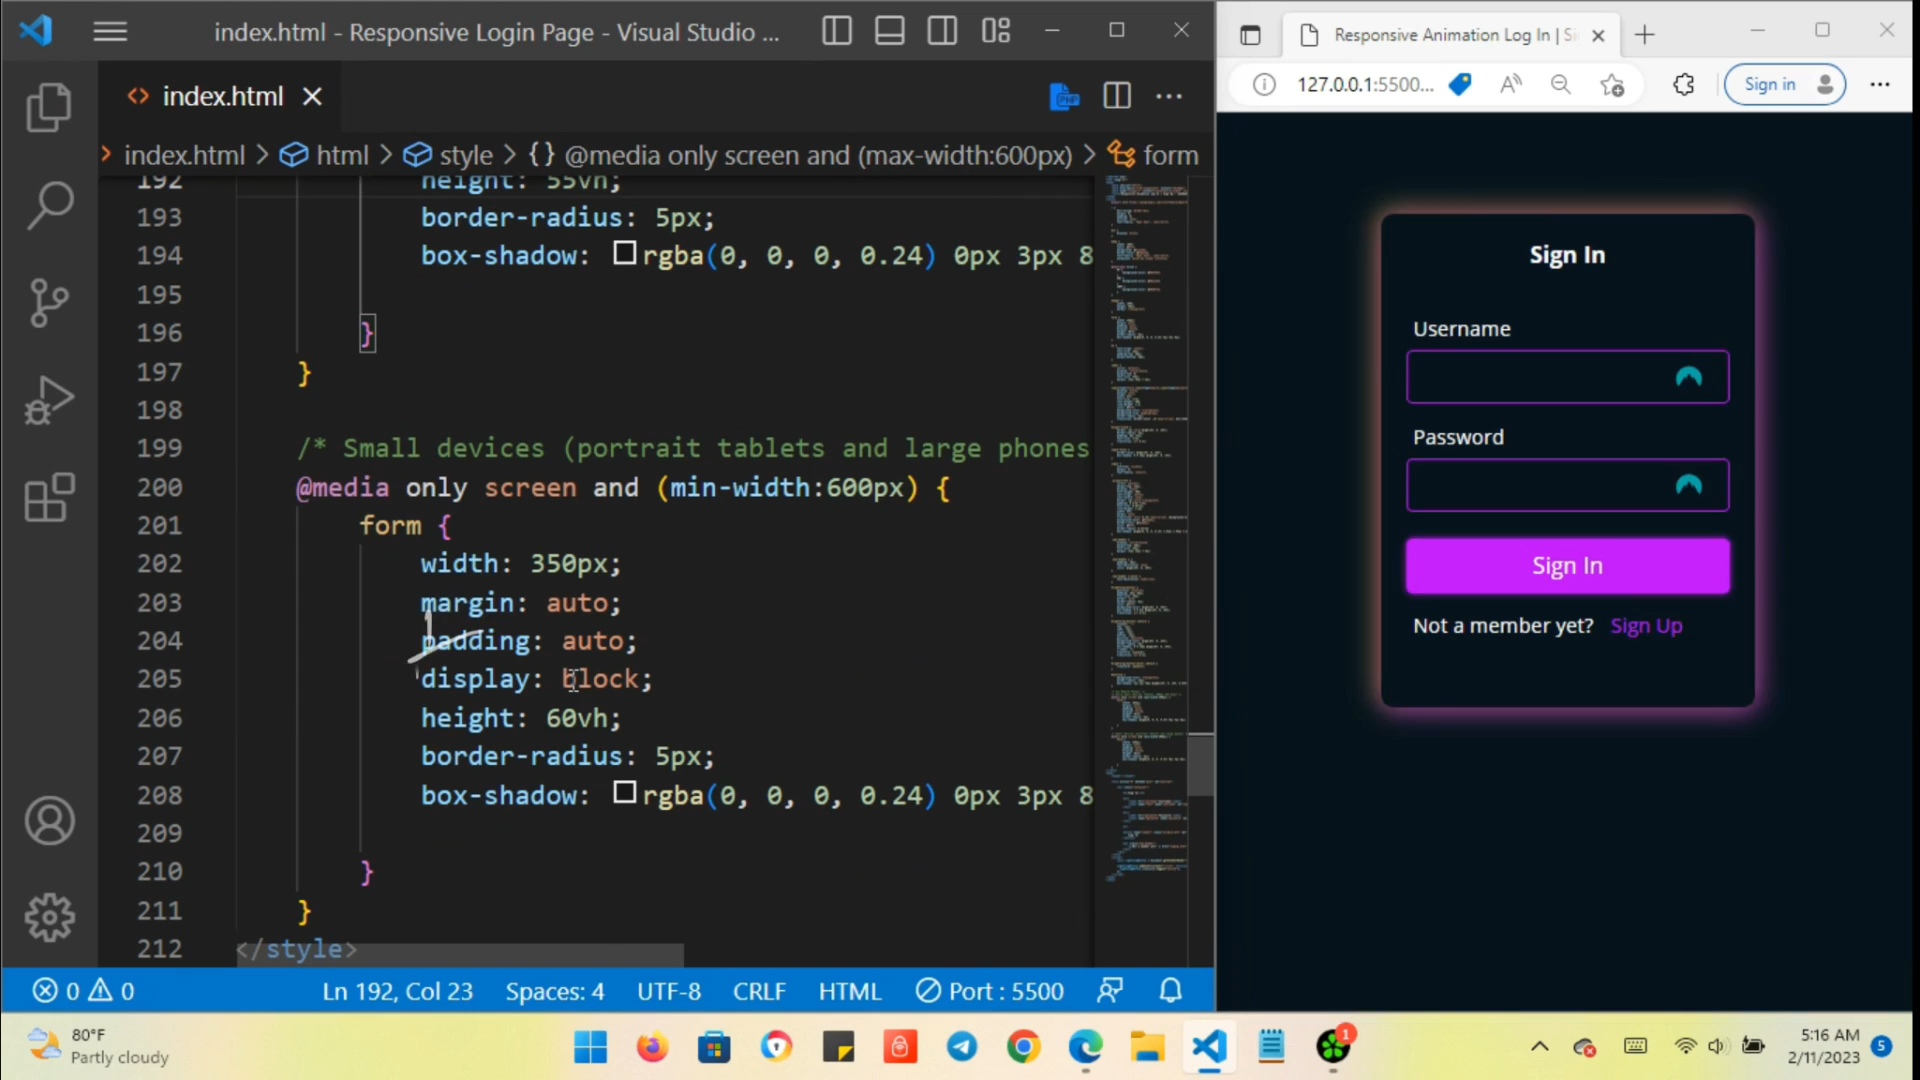 index.html - Responsive Login Page - Visual Studio ...
index.html
index.html > html > style > {} @media only screen and (max-width:600px) > form
192 height: 55vh;
193 border-radius: 5px;
194 box-shadow: rgba(0, 0, 0, 0.24) 0px 3px 8
195
196 }
197 }
198
199 /* Small devices (portrait tablets and large phones
200 @media only screen and (min-width:600px) {
201 form {
202 width: 350px;
203 margin: auto;
204 padding: auto;
205 display: block;
206 height: 60vh;
207 border-radius: 5px;
208 box-shadow: rgba(0, 0, 0, 0.24) 0px 3px 8
209
210 }
211 }
212 </style>
0 0 Ln 192, Col 23 Spaces: 4 UTF-8 CRLF HTML Port : 5500
Responsive Animation Log In | Si
127.0.0.1:5500... Sign in
Sign In
Username
Password
Sign In
Not a member yet? Sign Up
80°F
Partly cloudy
1
5:16 AM
2/11/2023
5